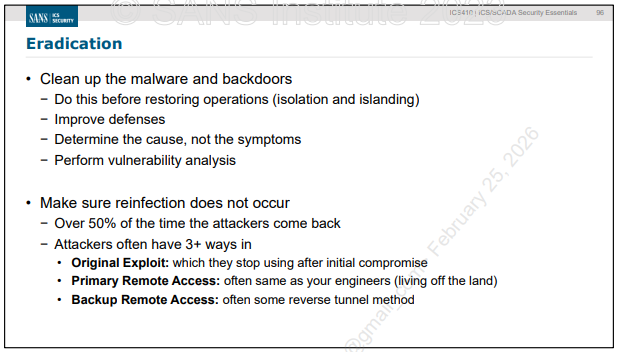 © SANS Institute 2026
SANS ICS SECURITY
ICS410 | ICS/SCADA Security Essentials 96
Eradication
• Clean up the malware and backdoors
– Do this before restoring operations (isolation and islanding)
– Improve defenses
– Determine the cause, not the symptoms
– Perform vulnerability analysis
• Make sure reinfection does not occur
– Over 50% of the time the attackers come back
– Attackers often have 3+ ways in
• Original Exploit: which they stop using after initial compromise
• Primary Remote Access: often same as your engineers (living off the land)
• Backup Remote Access: often some reverse tunnel method
@gmail.com> February 25, 2026